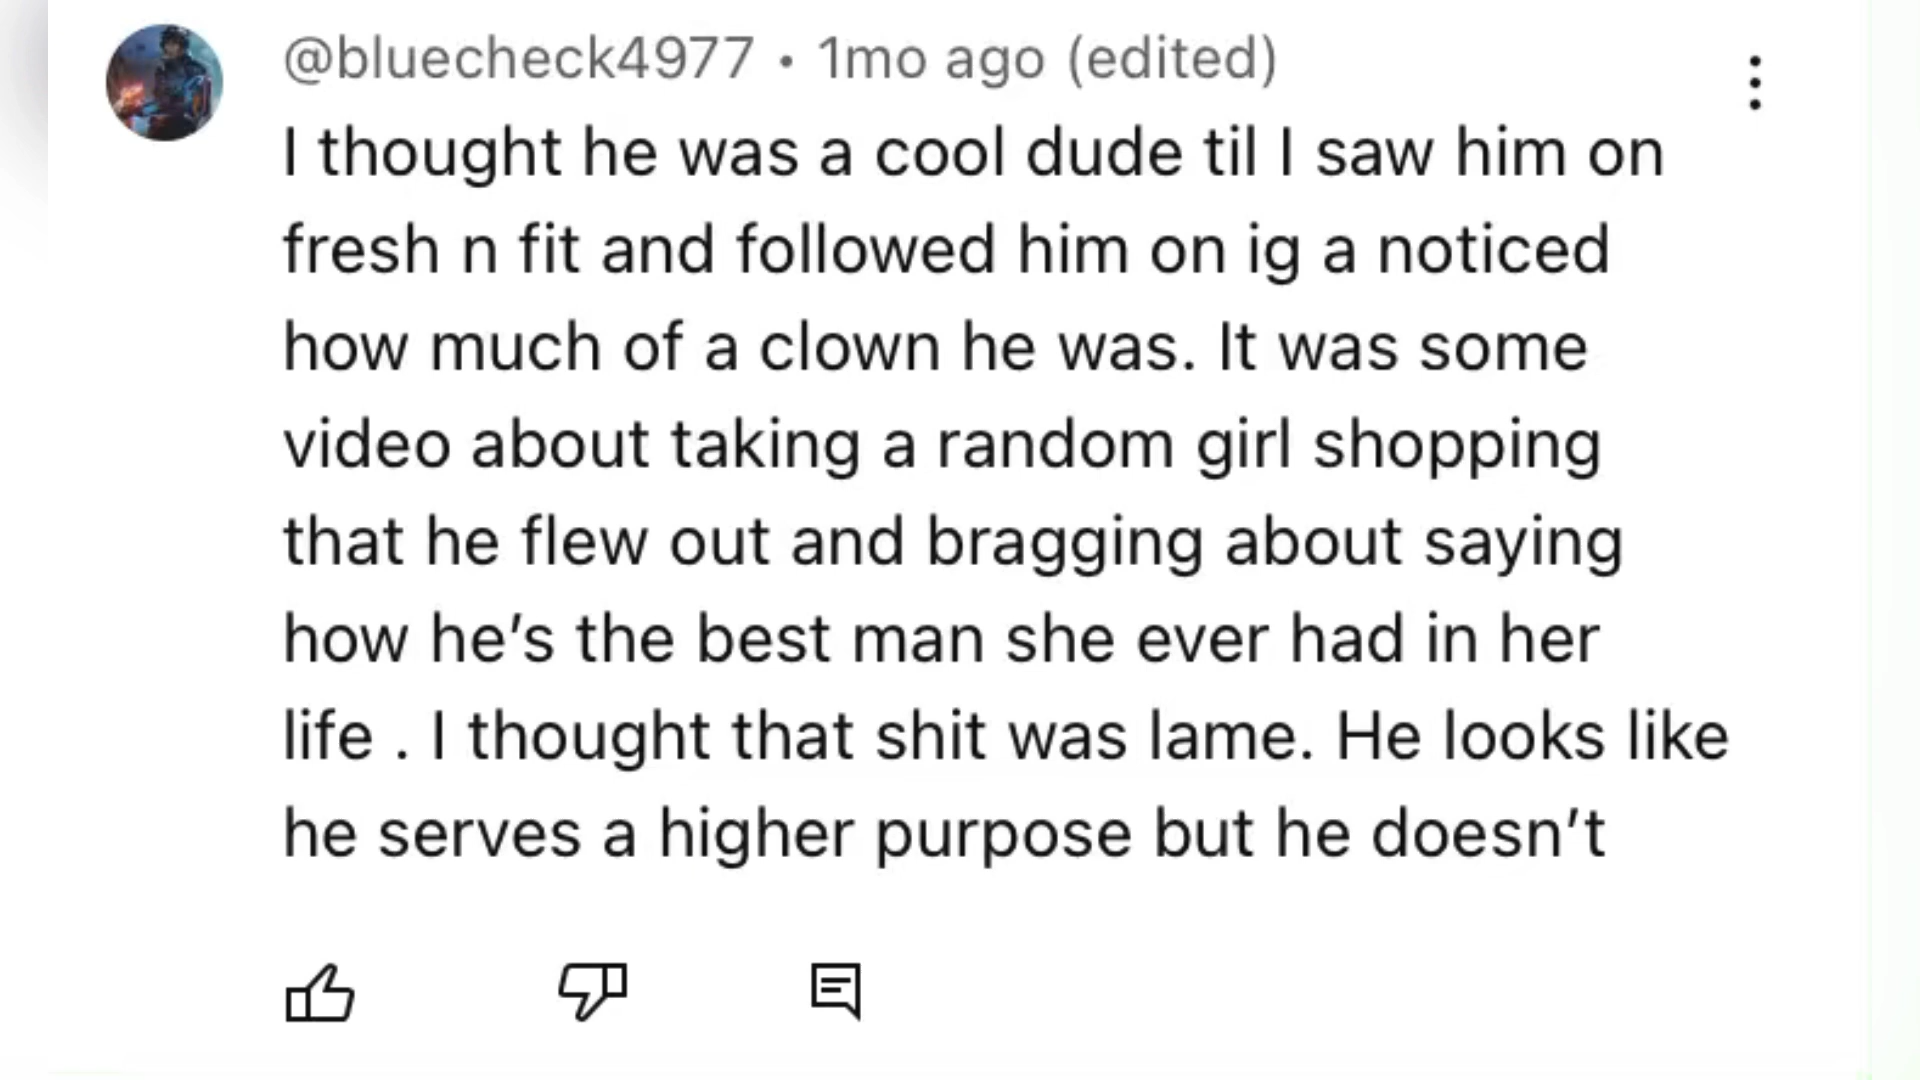 @bluecheck4977 • 1mo ago (edited)
I thought he was a cool dude til I saw him on
fresh n fit and followed him on ig a noticed
how much of a clown he was. It was some
video about taking a random girl shopping
that he flew out and bragging about saying
how he’s the best man she ever had in her
life . I thought that shit was lame. He looks like
he serves a higher purpose but he doesn’t